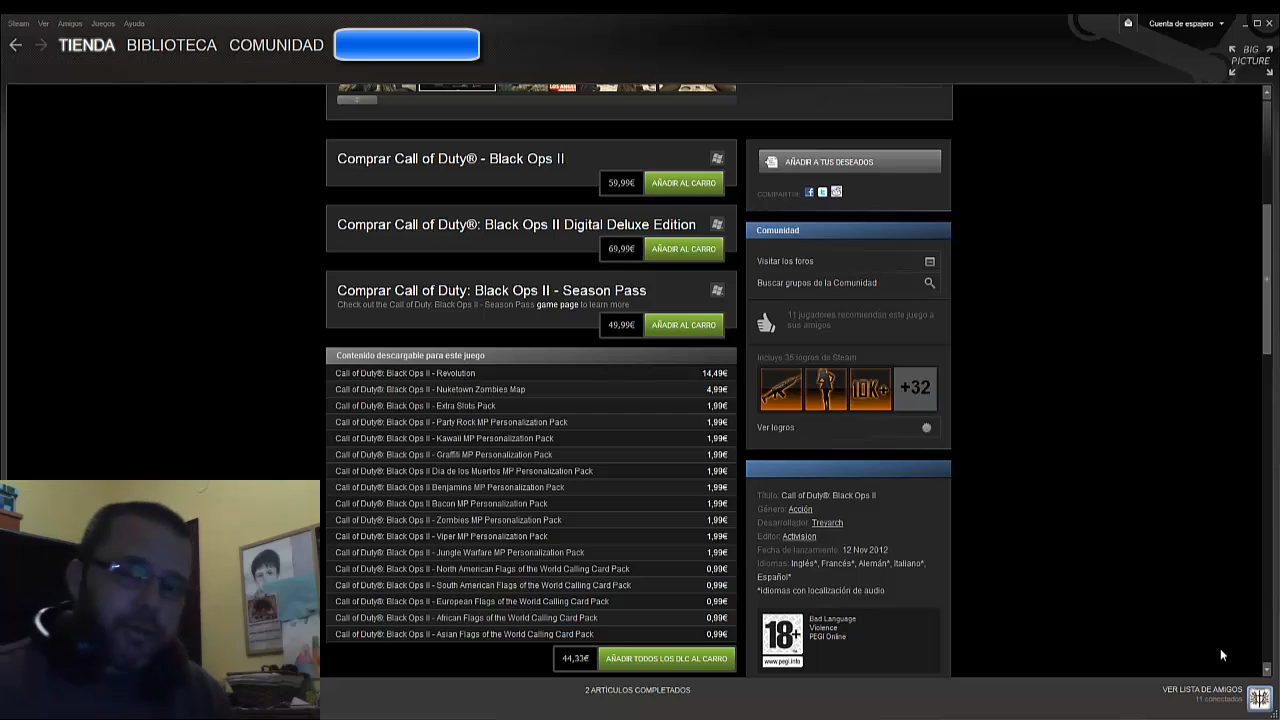 Steam Ver Amigos Juegos Ayuda
Cuenta de espajero
TIENDA BIBLIOTECA COMUNIDAD
BIG PICTURE
Comprar Call of Duty® - Black Ops II
59,99€ AÑADIR AL CARRO
Comprar Call of Duty®: Black Ops II Digital Deluxe Edition
69,99€ AÑADIR AL CARRO
Comprar Call of Duty: Black Ops II - Season Pass
Check out the Call of Duty: Black Ops II - Season Pass game page to learn more
49,99€ AÑADIR AL CARRO
Contenido descargable para este juego
Call of Duty®: Black Ops II - Revolution 14,49€
Call of Duty®: Black Ops II - Nuketown Zombies Map 4,99€
Call of Duty®: Black Ops II - Extra Slots Pack 1,99€
Call of Duty®: Black Ops II - Party Rock MP Personalization Pack 1,99€
Call of Duty®: Black Ops II - Kawaii MP Personalization Pack 1,99€
Call of Duty®: Black Ops II - Graffiti MP Personalization Pack 1,99€
Call of Duty®: Black Ops II Dia de los Muertos MP Personalization Pack 1,99€
Call of Duty®: Black Ops II Benjamins MP Personalization Pack 1,99€
Call of Duty®: Black Ops II Bacon MP Personalization Pack 1,99€
Call of Duty®: Black Ops II - Zombies MP Personalization Pack 1,99€
Call of Duty®: Black Ops II - Viper MP Personalization Pack 1,99€
Call of Duty®: Black Ops II - Jungle Warfare MP Personalization Pack 1,99€
Call of Duty®: Black Ops II - North American Flags of the World Calling Card Pack 0,99€
Call of Duty®: Black Ops II - South American Flags of the World Calling Card Pack 0,99€
Call of Duty®: Black Ops II - European Flags of the World Calling Card Pack 0,99€
Call of Duty®: Black Ops II - African Flags of the World Calling Card Pack 0,99€
Call of Duty®: Black Ops II - Asian Flags of the World Calling Card Pack 0,99€
44,33€ AÑADIR TODOS LOS DLC AL CARRO
AÑADIR A TUS DESEADOS
COMPARTIR:
Comunidad
Visitar los foros
Buscar grupos de la Comunidad
11 jugadores recomiendan este juego a
sus amigos
Incluye 35 logros de Steam
10K+ +32
Ver logros
Título: Call of Duty®: Black Ops II
Género: Acción
Desarrollador: Treyarch
Editor: Activision
Fecha de lanzamiento: 12 Nov 2012
Idiomas: Inglés*, Francés*, Alemán*, Italiano*,
Español*
*Idiomas con localización de audio
18+
www.pegi.info
Bad Language
Violence
PEGI Online
2 ARTÍCULOS COMPLETADOS
VER LISTA DE AMIGOS
11 conectados